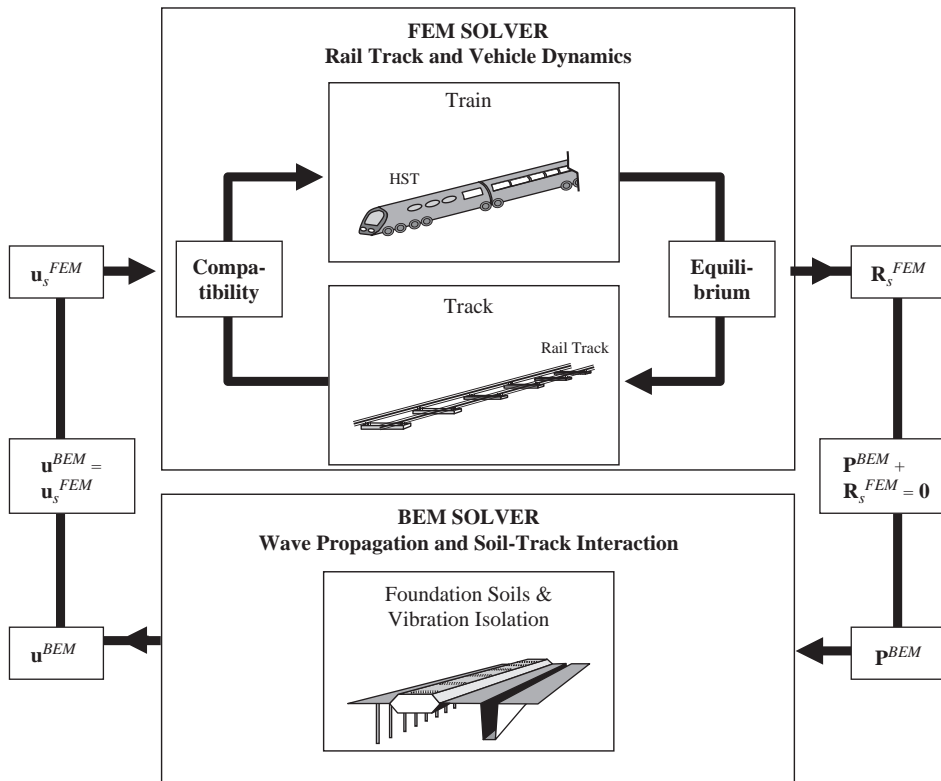 FEM SOLVER
Rail Track and Vehicle Dynamics
Train
HST
u_s^FEM
Compa-
tibility
Equili-
brium
R_s^FEM
Track
Rail Track
u^BEM =
u_s^FEM
P^BEM +
R_s^FEM = 0
BEM SOLVER
Wave Propagation and Soil-Track Interaction
Foundation Soils &
Vibration Isolation
u^BEM
P^BEM